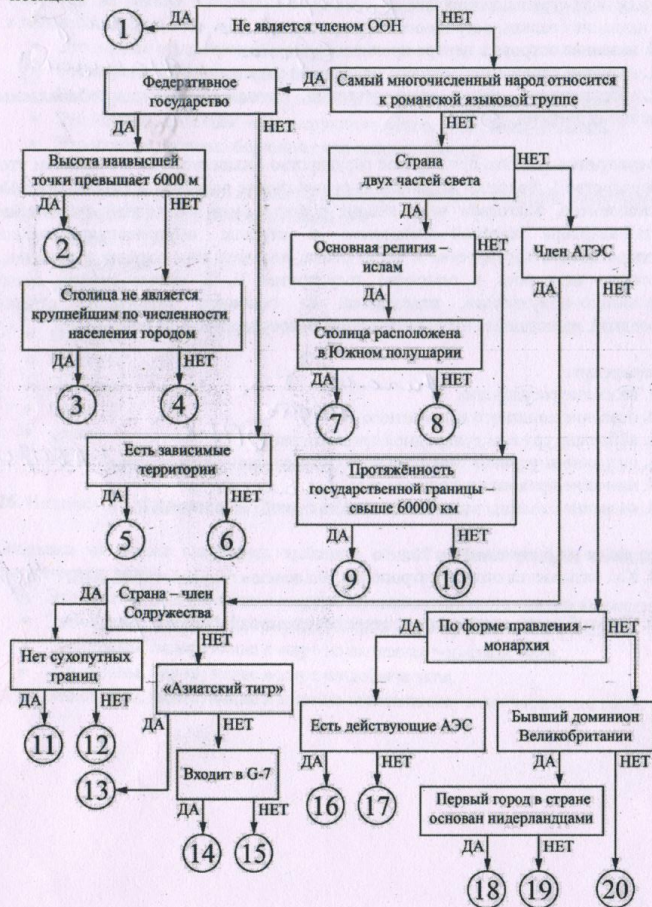 ДА Не является членом ООН НЕТ
1
Федеративное
государство
ДА
Самый многочисленный народ относится
к романской языковой группе
ДА НЕТ ДА НЕТ
Высота наивысшей
точки превышает 6000 м
Страна
двух частей света
ДА НЕТ ДА НЕТ
2
Основная религия –
ислам
НЕТ
Член АТЭС
Столица не является
крупнейшим по численности
населения городом
ДА ДА НЕТ
Столица расположена
в Южном полушарии
ДА НЕТ ДА НЕТ
3 4 7 8
Есть зависимые
территории
Протяжённость
государственной границы –
свыше 60000 км
ДА НЕТ ДА НЕТ
5 6 9 10
ДА Страна – член
Содружества
НЕТ
ДА По форме правления –
монархия
НЕТ
Нет сухопутных
границ
«Азиатский тигр»
Есть действующие АЭС
Бывший доминион
Великобритании
ДА НЕТ ДА НЕТ ДА НЕТ ДА НЕТ
11 12 13
Входит в G-7
16 17
Первый город в стране
основан нидерландцами
ДА НЕТ ДА НЕТ
14 15 18 19 20